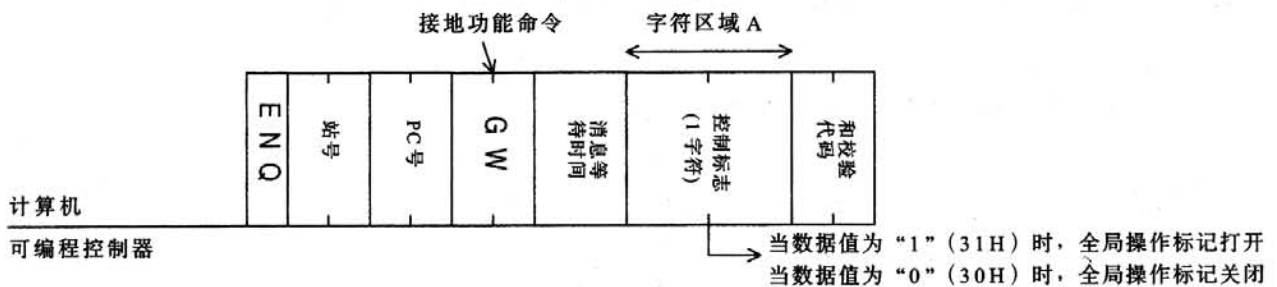 接地功能命令
字符区域 A
ENQ
站号
PC号
GW
消息等
待时间
控制标志
(1字符)
和校验
代码
计算机
可编程控制器
当数据值为“1”(31H)时，全局操作标记打开
当数据值为“0”(30H)时，全局操作标记关闭